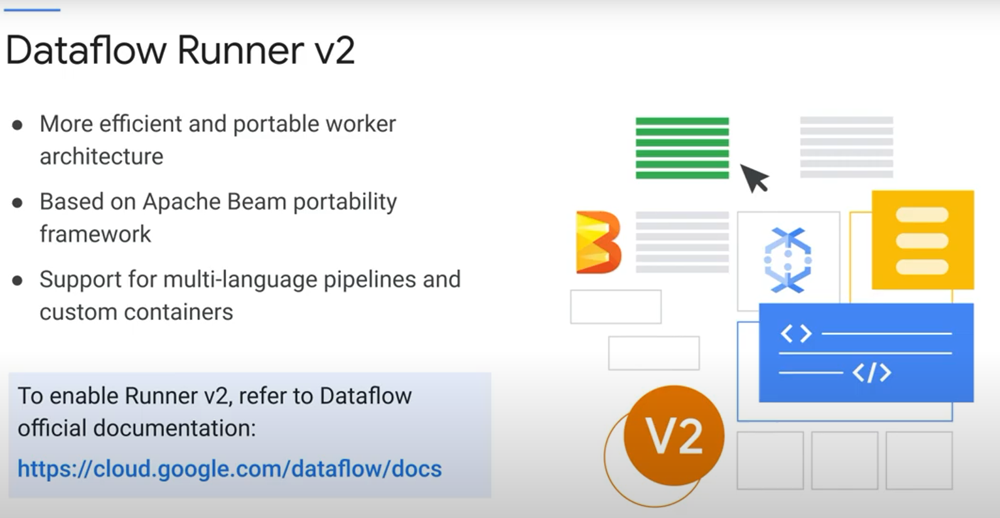 Dataflow Runner v2
● More efficient and portable worker
architecture
● Based on Apache Beam portability
framework
● Support for multi-language pipelines and
custom containers
To enable Runner v2, refer to Dataflow
official documentation:
https://cloud.google.com/dataflow/docs
<> 
</>
V2